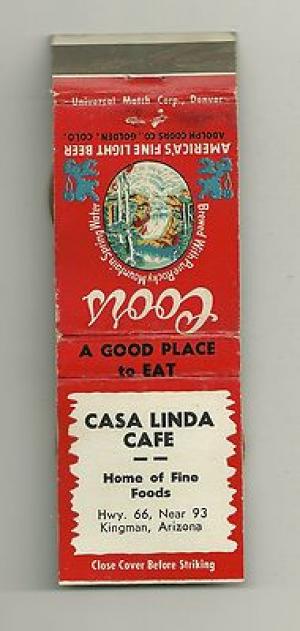 Universal Match Corp., Denver
ADOLPH COORS CO. GOLDEN, COLO.
AMERICA'S FINE LIGHT BEER
Brewed With Pure Rocky Mountain Spring Water
Coors
A GOOD PLACE
to EAT
CASA LINDA
CAFE
Home of Fine
Foods
Hwy. 66, Near 93
Kingman, Arizona
Close Cover Before Striking